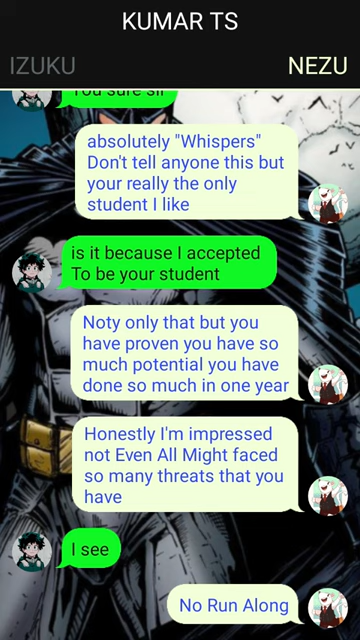 KUMAR TS
IZUKU
NEZU
You sure sir
absolutely "Whispers"
Don't tell anyone this but
your really the only
student I like
is it because I accepted
To be your student
Noty only that but you
have proven you have so
much potential you have
done so much in one year
Honestly I'm impressed
not Even All Might faced
so many threats that you
have
I see
No Run Along